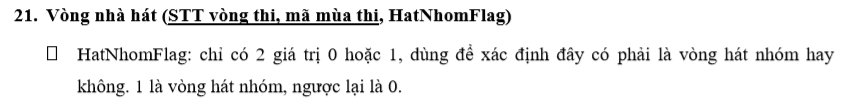 21. Vòng nhà hát (STT vòng thi, mã mùa thi, HatNhomFlag)
□ HatNhomFlag: chỉ có 2 giá trị 0 hoặc 1, dùng để xác định đây có phải là vòng hát nhóm hay
không. 1 là vòng hát nhóm, ngược lại là 0.